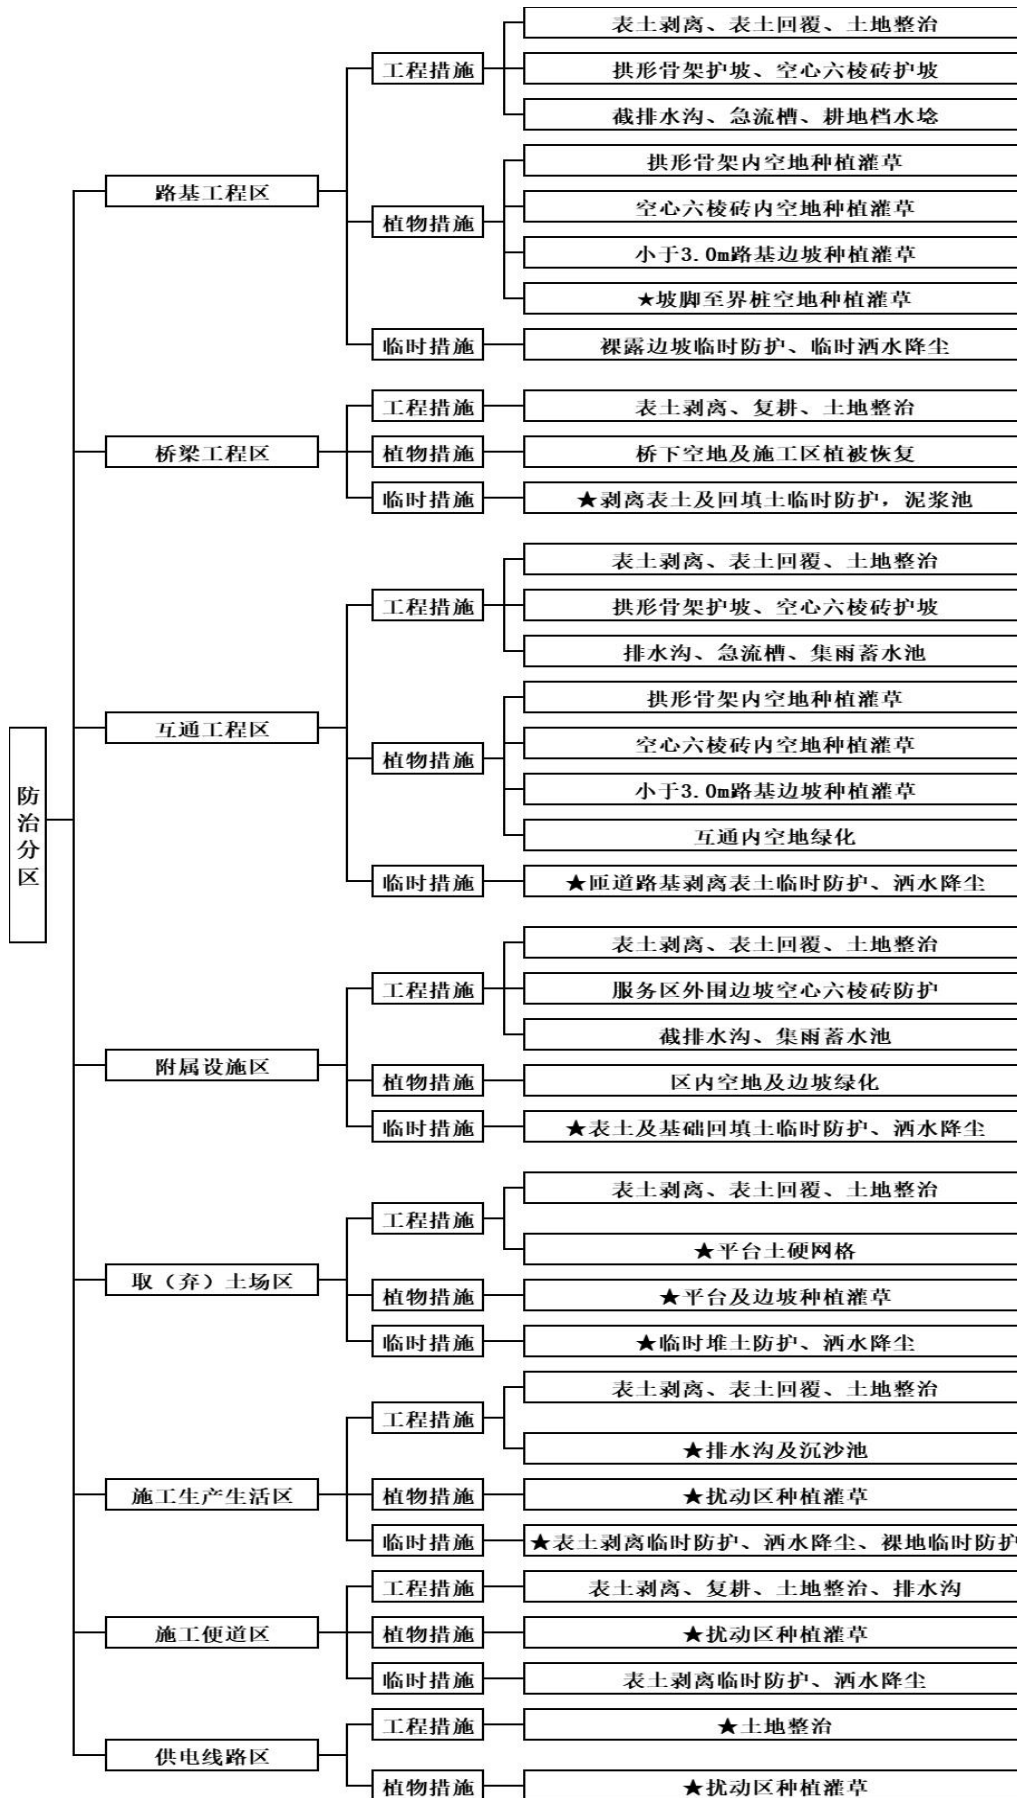 防治分区
路基工程区
工程措施
表土剥离、表土回覆、土地整治
拱形骨架护坡、空心六棱砖护坡
截排水沟、急流槽、耕地档水埝
植物措施
拱形骨架内空地种植灌草
空心六棱砖内空地种植灌草
小于3.0m路基边坡种植灌草
★坡脚至界桩空地种植灌草
临时措施
裸露边坡临时防护、临时洒水降尘
桥梁工程区
工程措施
表土剥离、复耕、土地整治
植物措施
桥下空地及施工区植被恢复
临时措施
★剥离表土及回填土临时防护，泥浆池
互通工程区
工程措施
表土剥离、表土回覆、土地整治
拱形骨架护坡、空心六棱砖护坡
排水沟、急流槽、集雨蓄水池
植物措施
拱形骨架内空地种植灌草
空心六棱砖内空地种植灌草
小于3.0m路基边坡种植灌草
互通内空地绿化
临时措施
★匝道路基剥离表土临时防护、洒水降尘
附属设施区
工程措施
表土剥离、表土回覆、土地整治
服务区外围边坡空心六棱砖防护
截排水沟、集雨蓄水池
植物措施
区内空地及边坡绿化
临时措施
★表土及基础回填土临时防护、洒水降尘
取（弃）土场区
工程措施
表土剥离、表土回覆、土地整治
★平台土硬网格
植物措施
★平台及边坡种植灌草
临时措施
★临时堆土防护、洒水降尘
施工生产生活区
工程措施
表土剥离、表土回覆、土地整治
★排水沟及沉沙池
植物措施
★扰动区种植灌草
临时措施
★表土剥离临时防护、洒水降尘、裸地临时防护
施工便道区
工程措施
表土剥离、复耕、土地整治、排水沟
植物措施
★扰动区种植灌草
临时措施
表土剥离临时防护、洒水降尘
供电线路区
工程措施
★土地整治
植物措施
★扰动区种植灌草